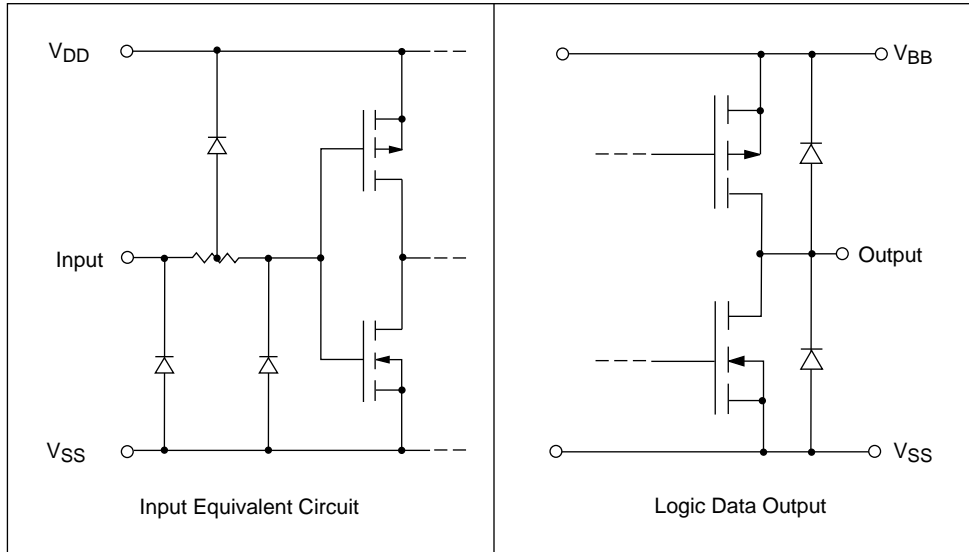 VDD
Input
VSS
Input Equivalent Circuit
VBB
Output
VSS
Logic Data Output